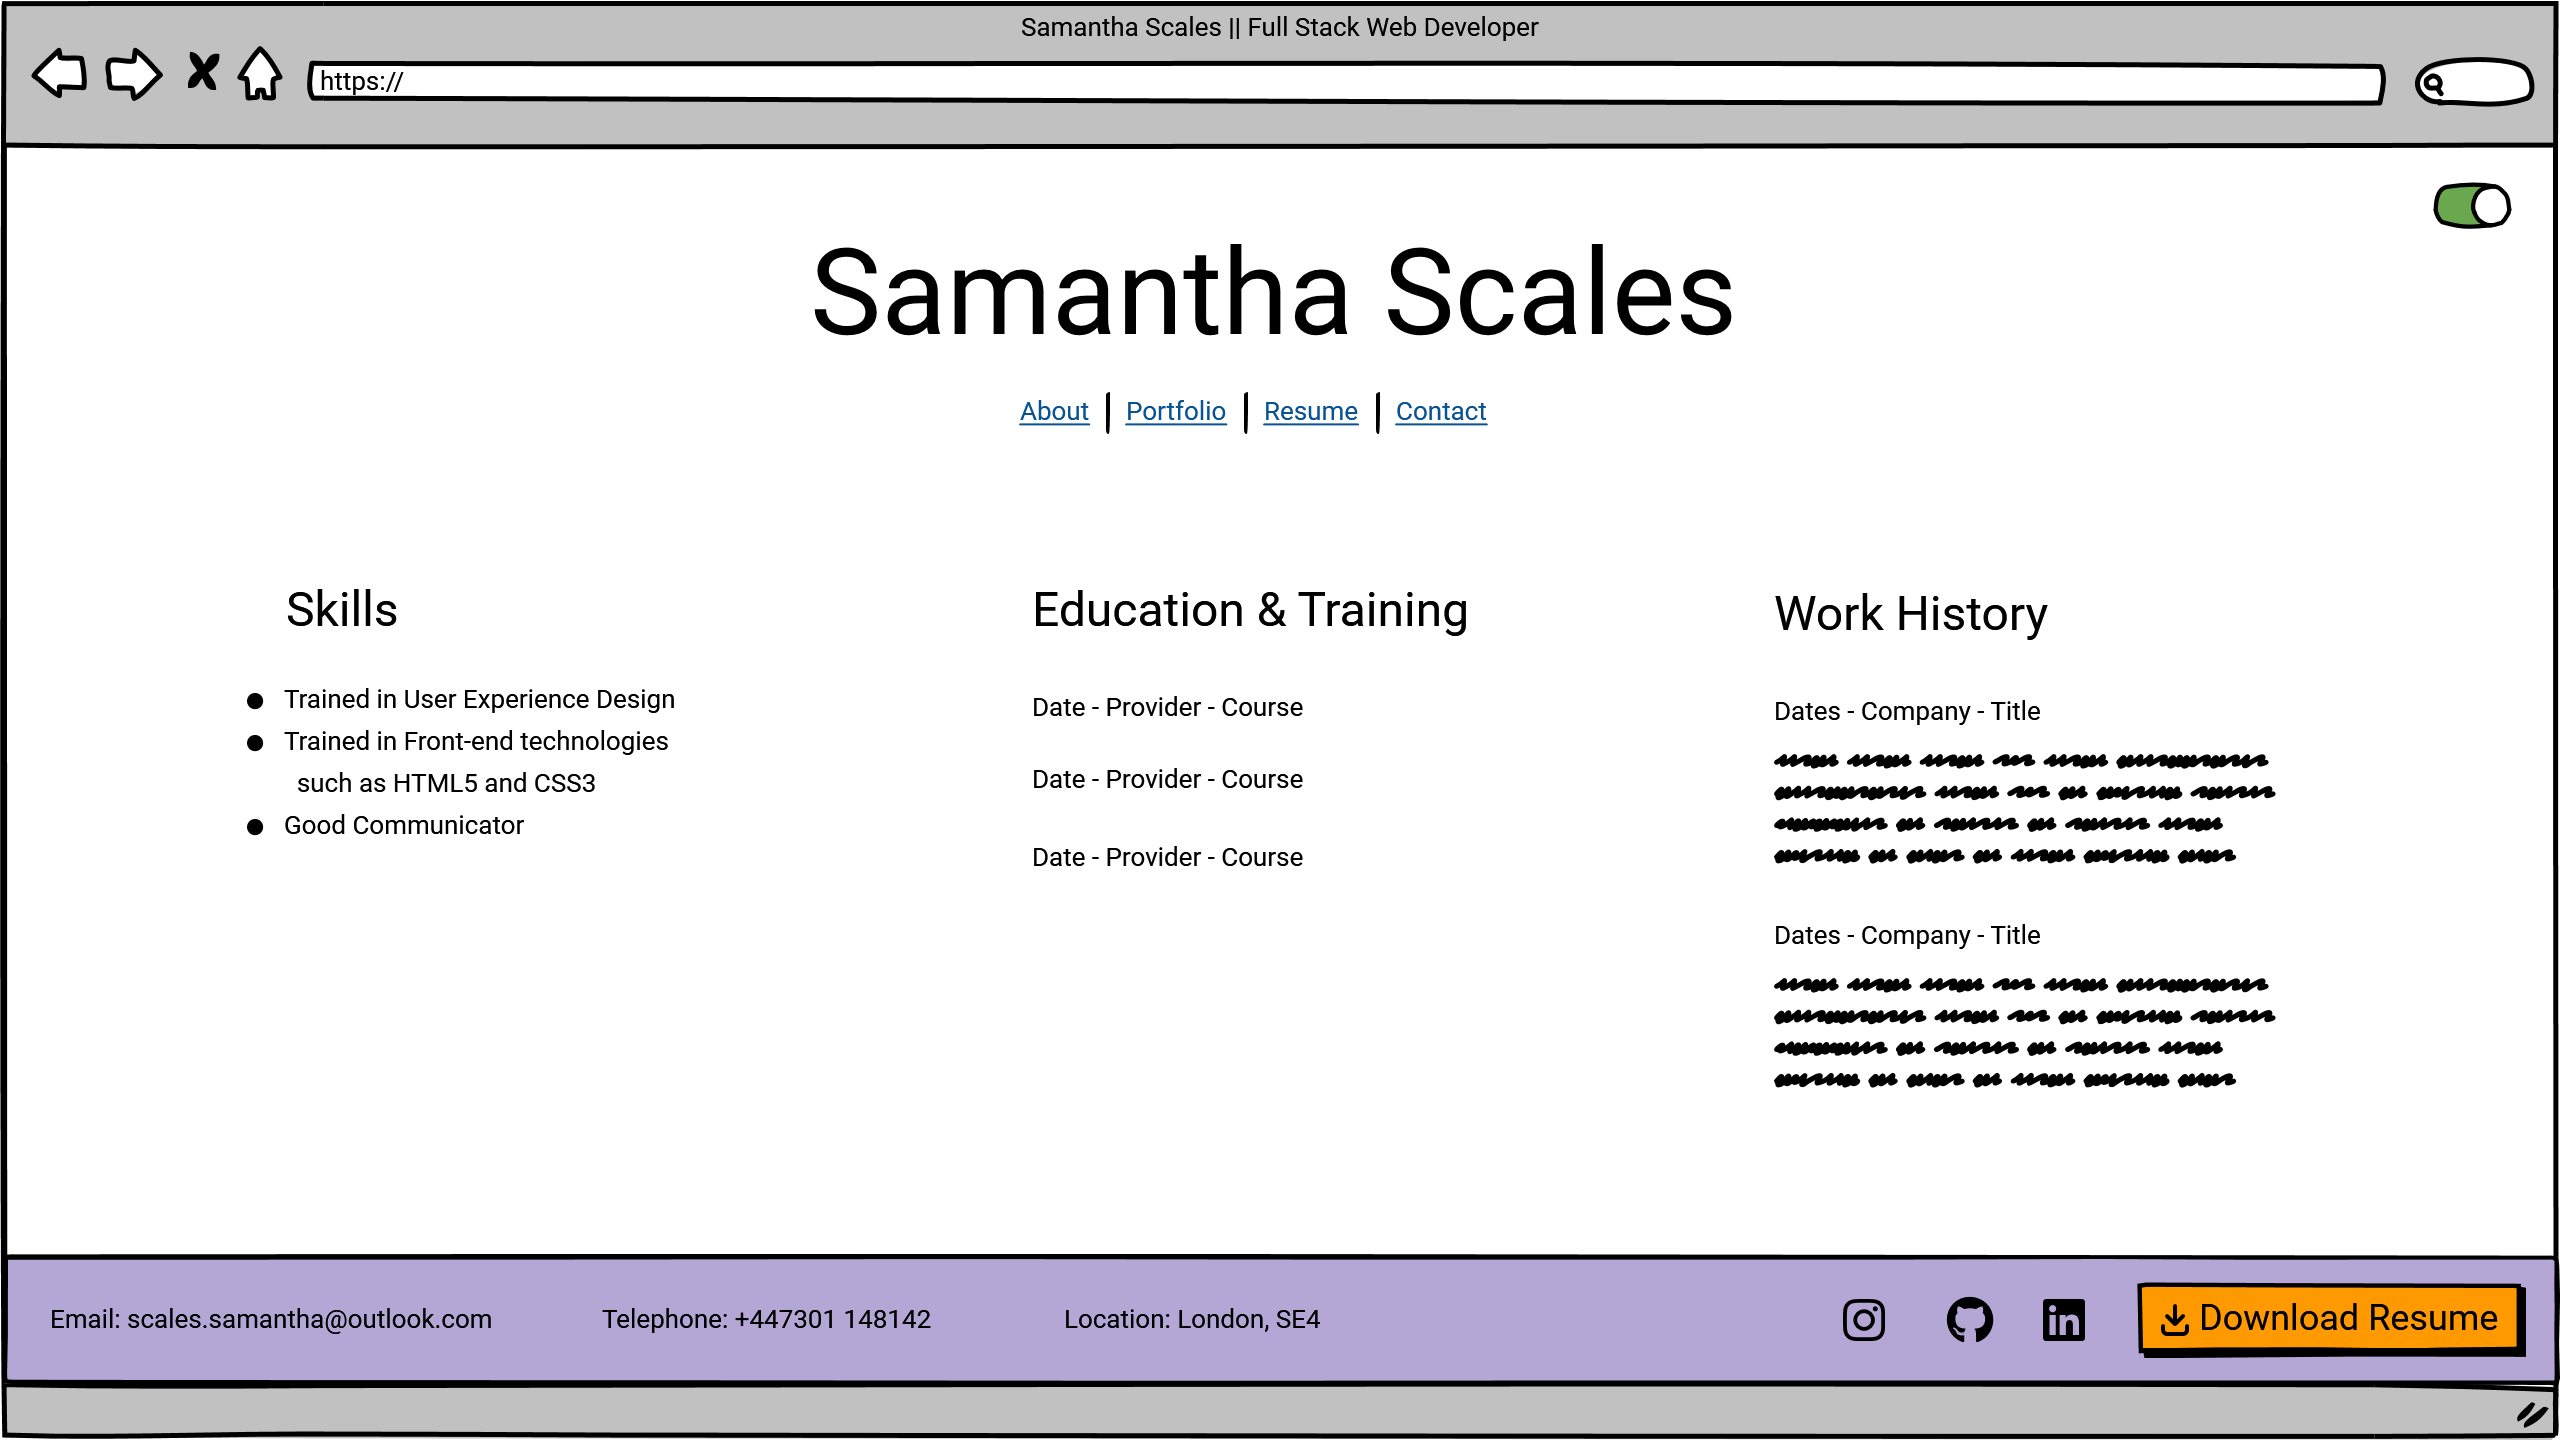 Samantha Scales || Full Stack Web Developer
https://
Samantha Scales
About | Portfolio | Resume | Contact
Skills
Trained in User Experience Design
Trained in Front-end technologies
such as HTML5 and CSS3
Good Communicator
Education & Training
Date - Provider - Course
Date - Provider - Course
Date - Provider - Course
Work History
Dates - Company - Title
Dates - Company - Title
Email: scales.samantha@outlook.com
Telephone: +447301 148142
Location: London, SE4
in
Download Resume